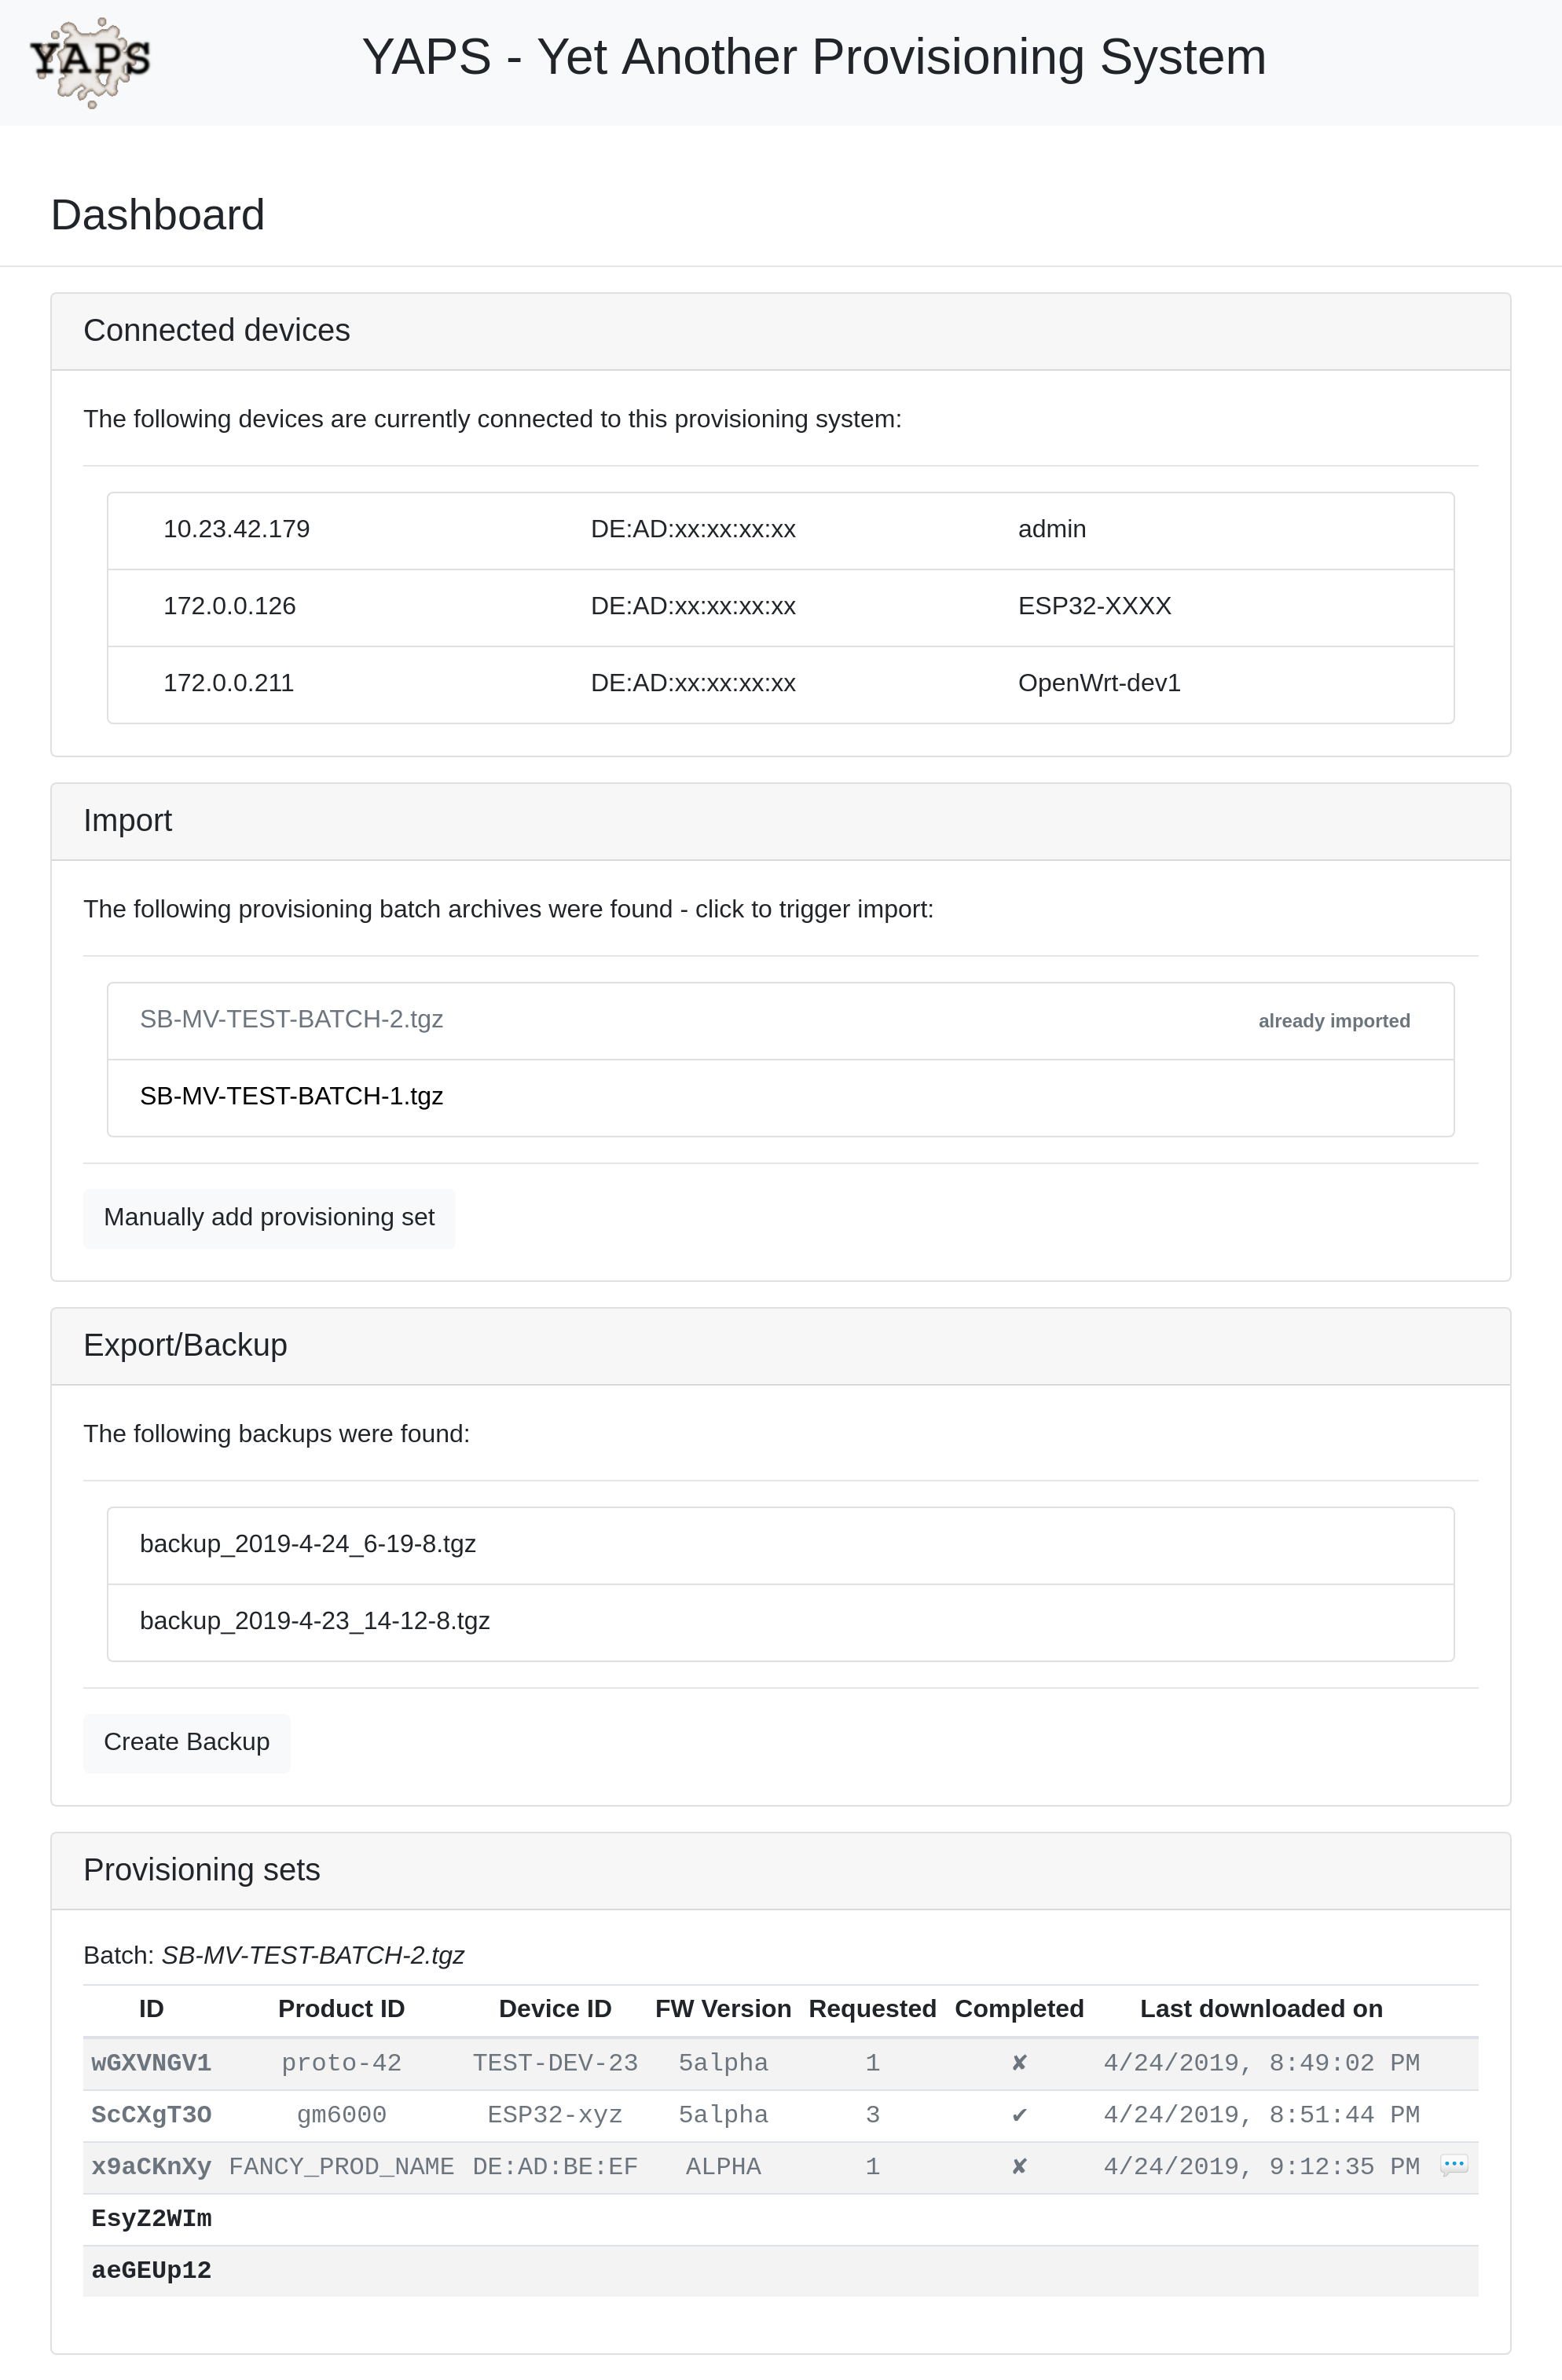 YAPS
YAPS - Yet Another Provisioning System
Dashboard
Connected devices
The following devices are currently connected to this provisioning system:
10.23.42.179 DE:AD:xx:xx:xx:xx admin
172.0.0.126 DE:AD:xx:xx:xx:xx ESP32-XXXX
172.0.0.211 DE:AD:xx:xx:xx:xx OpenWrt-dev1
Import
The following provisioning batch archives were found - click to trigger import:
SB-MV-TEST-BATCH-2.tgz already imported
SB-MV-TEST-BATCH-1.tgz
Manually add provisioning set
Export/Backup
The following backups were found:
backup_2019-4-24_6-19-8.tgz
backup_2019-4-23_14-12-8.tgz
Create Backup
Provisioning sets
Batch: SB-MV-TEST-BATCH-2.tgz
ID Product ID Device ID FW Version Requested Completed Last downloaded on
wGXVNGV1 proto-42 TEST-DEV-23 5alpha 1 ✘ 4/24/2019, 8:49:02 PM
ScCXgT3O gm6000 ESP32-xyz 5alpha 3 ✔ 4/24/2019, 8:51:44 PM
x9aCKnXy FANCY_PROD_NAME DE:AD:BE:EF ALPHA 1 ✘ 4/24/2019, 9:12:35 PM 💬
EsyZ2WIm
aeGEUp12